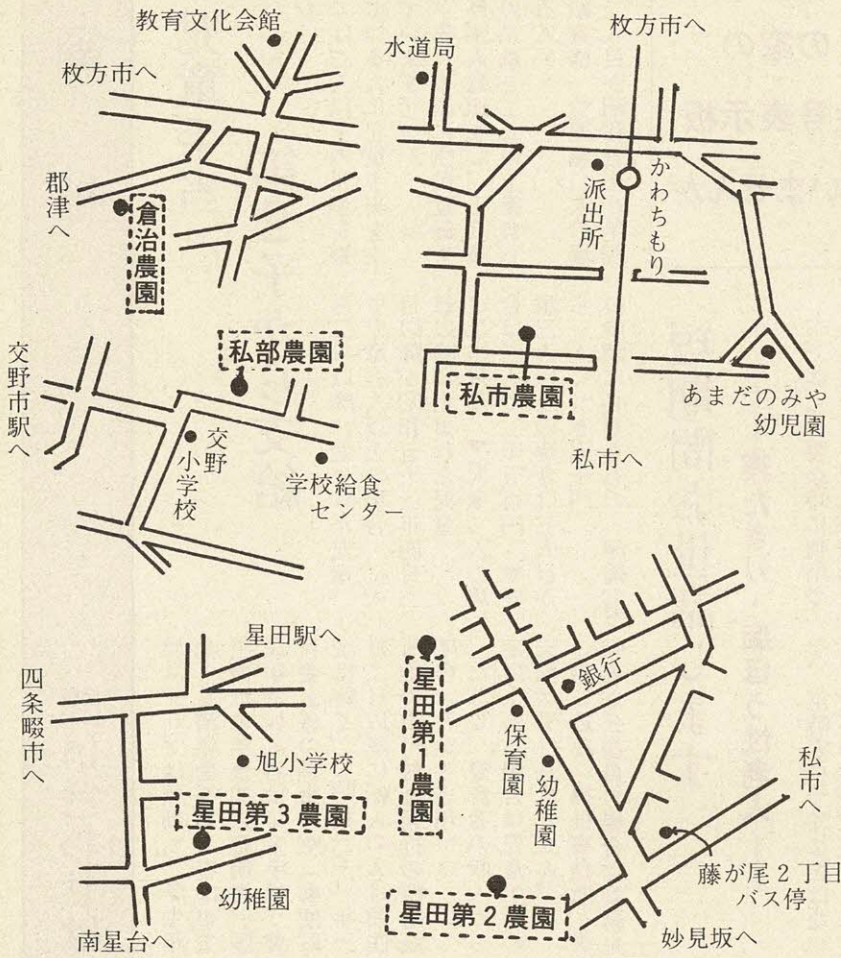 教育文化会館
枚方市へ
郡津へ
倉治農園
水道局
枚方市へ
かわちもり
派出所
私市農園
あまだのみや
幼児園
私市へ
私部農園
交野市駅へ
交野
小学校
学校給食
センター
星田駅へ
四条畷市へ
旭小学校
星田第3農園
幼稚園
南星台へ
星田第1農園
銀行
保育園
幼稚園
私市へ
藤が尾2丁目
バス停
星田第2農園
妙見坂へ